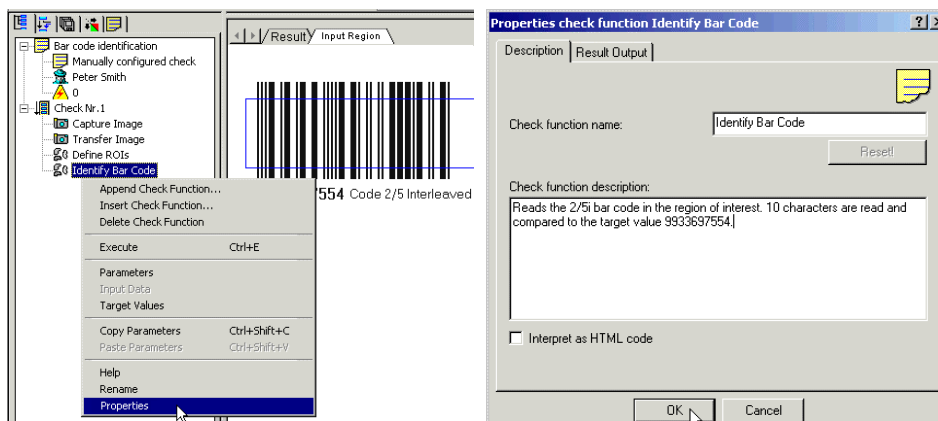 Bar code identification
Manually configured check
Peter Smith
0
Check Nr.1
Capture Image
Transfer Image
Define ROIs
Identify Bar Code
Append Check Function...
Insert Check Function...
Delete Check Function
Execute Ctrl+E
Parameters
Input Data
Target Values
Copy Parameters Ctrl+Shift+C
Paste Parameters Ctrl+Shift+V
Help
Rename
Properties
Result Input Region
7554 Code 2/5 Interleaved
Properties check function Identify Bar Code
Description Result Output
Check function name: Identify Bar Code
Reset!
Check function description:
Reads the 2/5i bar code in the region of interest. 10 characters are read and
compared to the target value 9933697554.
Interpret as HTML code
OK Cancel